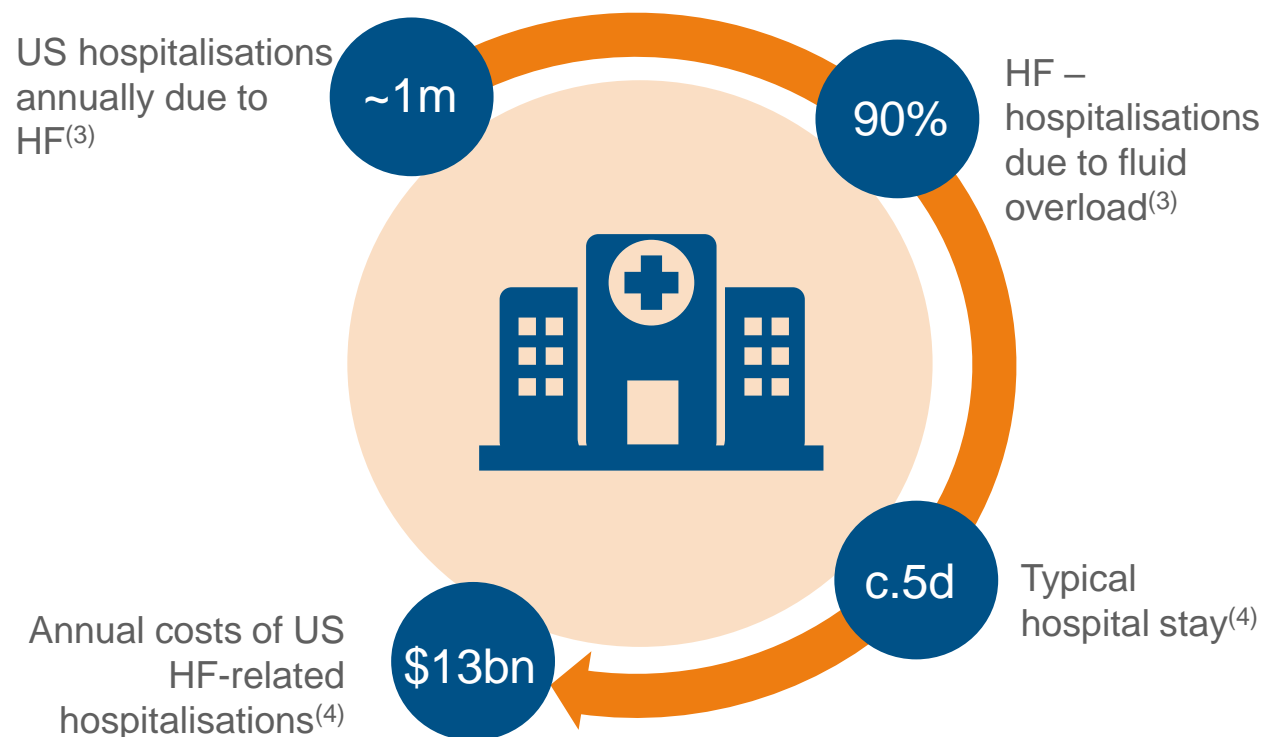 US hospitalisations
annually due to
HF(3)
~1m
90%
HF –
hospitalisations
due to fluid
overload(3)
c.5d
Typical
hospital stay(4)
Annual costs of US
HF-related
hospitalisations(4)
$13bn